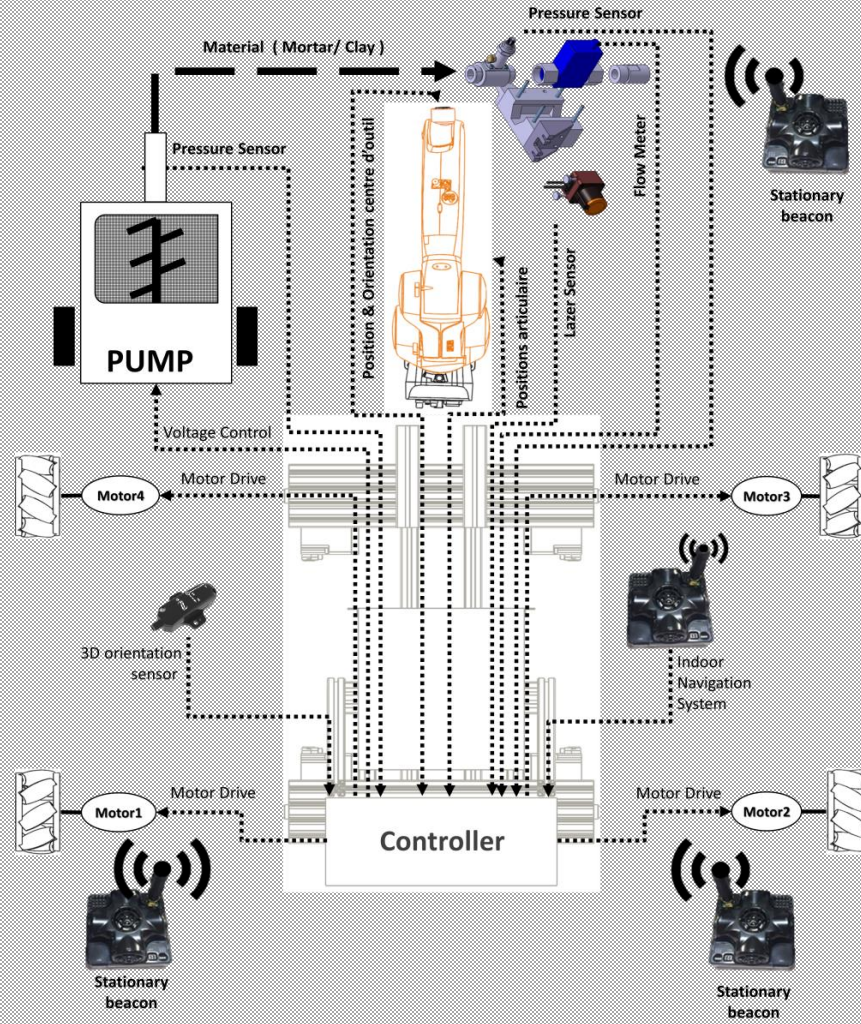 Pressure Sensor
Material ( Mortar/ Clay )
Pressure Sensor
Position & Orientation centre d'outil
Flow Meter
Stationary
beacon
Lazer Sensor
Positions articulaire
PUMP
Voltage Control
Motor Drive
Motor Drive
Motor4
Motor3
3D orientation
sensor
Indoor
Navigation
System
Motor Drive
Motor Drive
Motor1
Motor2
Controller
Stationary
beacon
Stationary
beacon